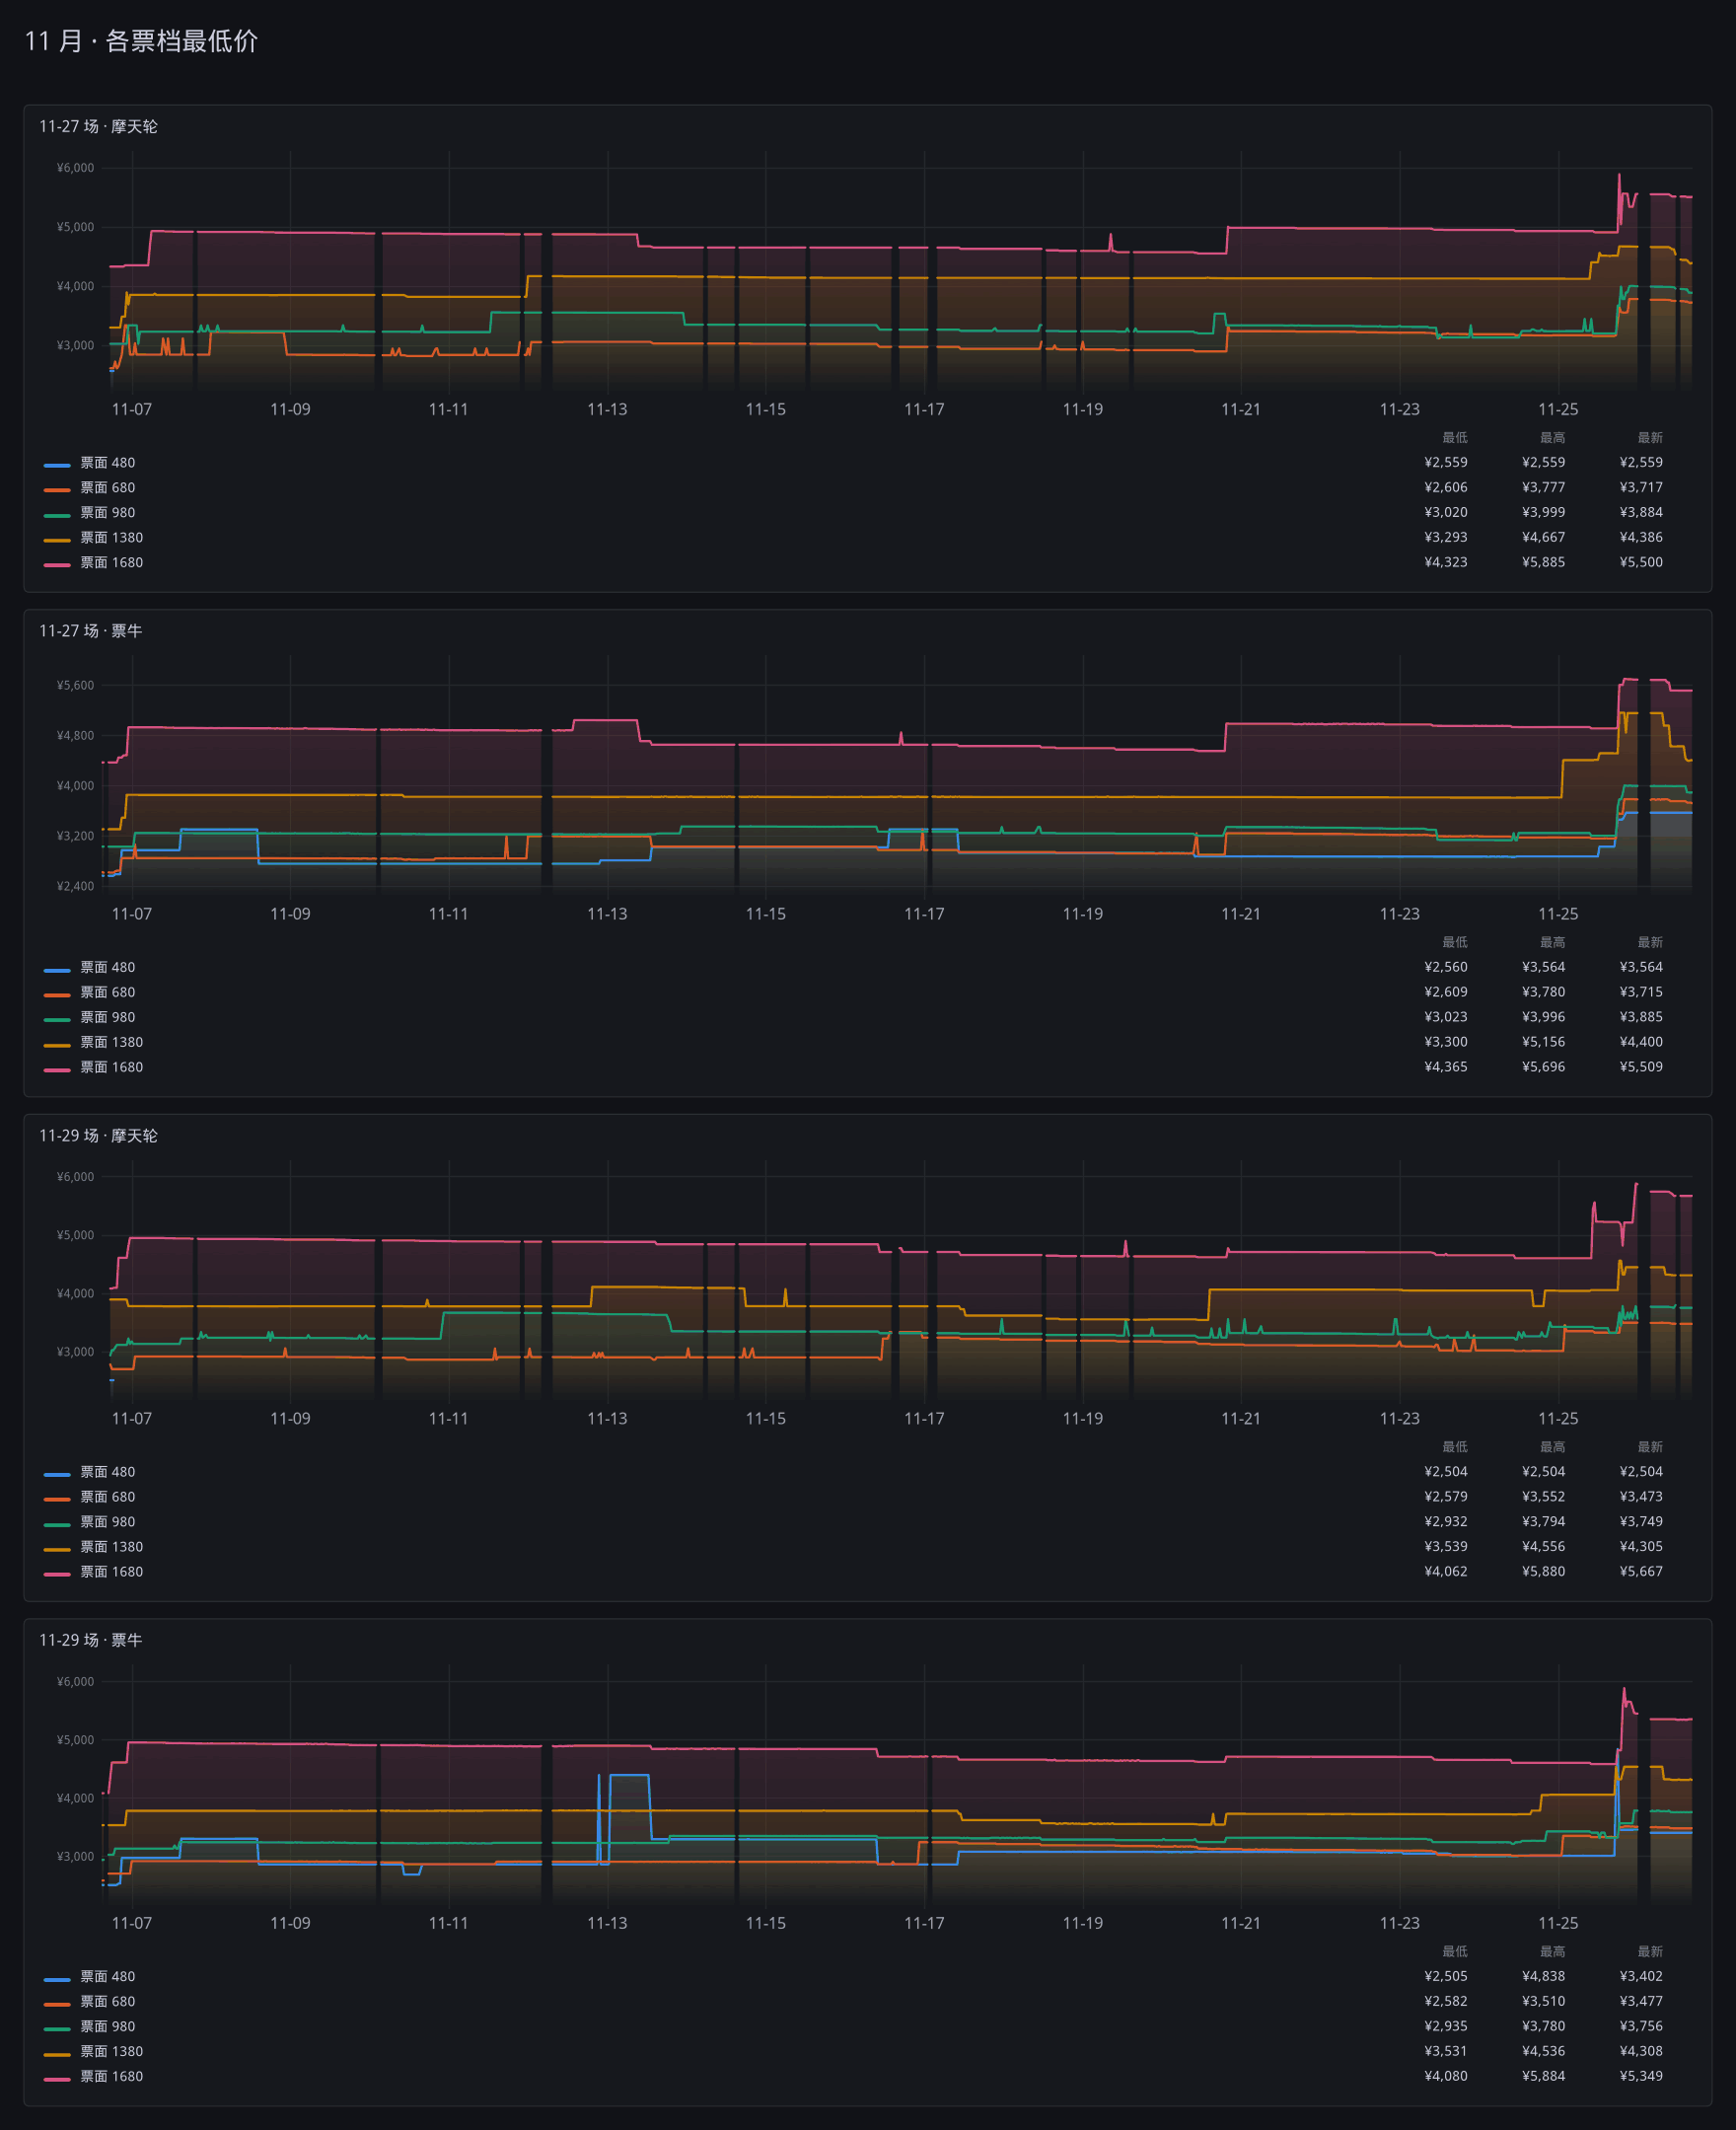 11 月 · 各票档最低价
11-27 场 · 摩天轮
¥6,000
¥5,000
¥4,000
¥3,000
11-07 11-09 11-11 11-13 11-15 11-17 11-19 11-21 11-23 11-25
最低 最高 最新
票面 480 ¥2,559 ¥2,559 ¥2,559
票面 680 ¥2,606 ¥3,777 ¥3,717
票面 980 ¥3,020 ¥3,999 ¥3,884
票面 1380 ¥3,293 ¥4,667 ¥4,386
票面 1680 ¥4,323 ¥5,885 ¥5,500
11-27 场 · 票牛
¥5,600
¥4,800
¥4,000
¥3,200
¥2,400
11-07 11-09 11-11 11-13 11-15 11-17 11-19 11-21 11-23 11-25
最低 最高 最新
票面 480 ¥2,560 ¥3,564 ¥3,564
票面 680 ¥2,609 ¥3,780 ¥3,715
票面 980 ¥3,023 ¥3,996 ¥3,885
票面 1380 ¥3,300 ¥5,156 ¥4,400
票面 1680 ¥4,365 ¥5,696 ¥5,509
11-29 场 · 摩天轮
¥6,000
¥5,000
¥4,000
¥3,000
11-07 11-09 11-11 11-13 11-15 11-17 11-19 11-21 11-23 11-25
最低 最高 最新
票面 480 ¥2,504 ¥2,504 ¥2,504
票面 680 ¥2,579 ¥3,552 ¥3,473
票面 980 ¥2,932 ¥3,794 ¥3,749
票面 1380 ¥3,539 ¥4,556 ¥4,305
票面 1680 ¥4,062 ¥5,880 ¥5,667
11-29 场 · 票牛
¥6,000
¥5,000
¥4,000
¥3,000
11-07 11-09 11-11 11-13 11-15 11-17 11-19 11-21 11-23 11-25
最低 最高 最新
票面 480 ¥2,505 ¥4,838 ¥3,402
票面 680 ¥2,582 ¥3,510 ¥3,477
票面 980 ¥2,935 ¥3,780 ¥3,756
票面 1380 ¥3,531 ¥4,536 ¥4,308
票面 1680 ¥4,080 ¥5,884 ¥5,349